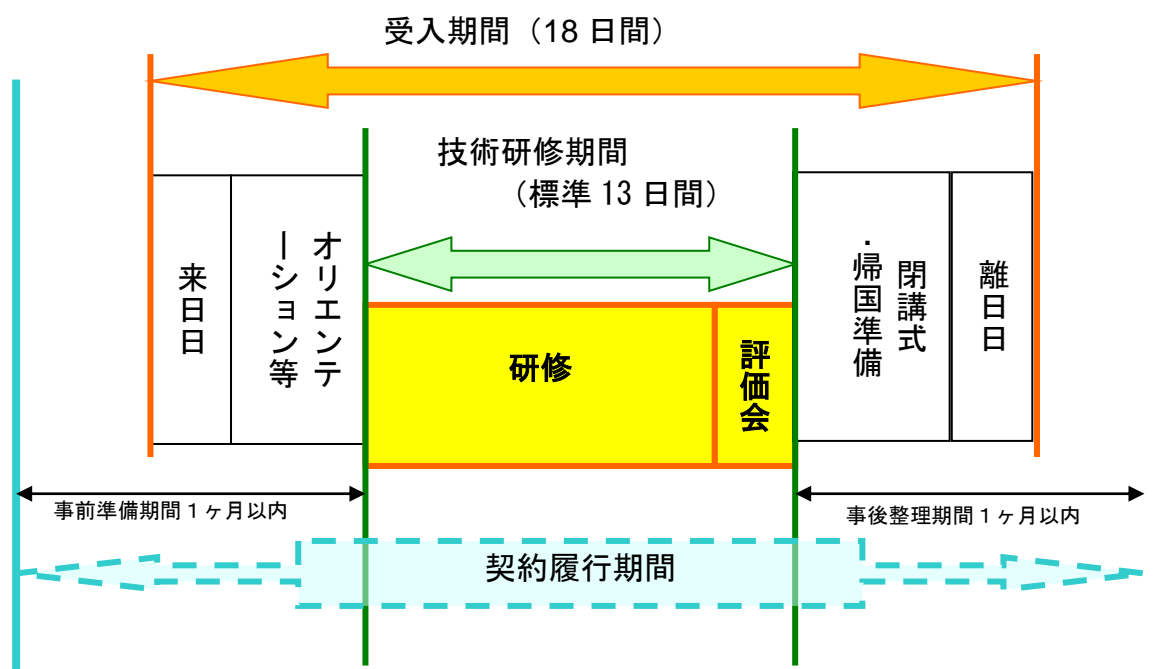 受入期間（18 日間）
技術研修期間
（標準 13 日間）
来日日
オリエンテ
ーション等
研修
評価会
閉講式
・帰国準備
離日日
事前準備期間１ヶ月以内
事後整理期間１ヶ月以内
契約履行期間